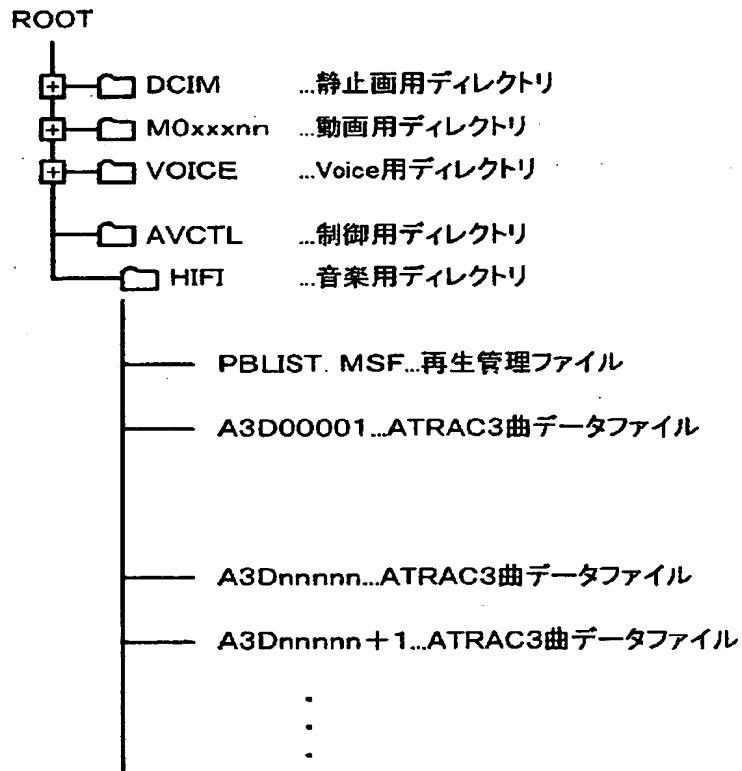 ROOT
DCIM ...静止画用ディレクトリ
M0xxxnn ...動画用ディレクトリ
VOICE ...Voice用ディレクトリ
AVCTL ...制御用ディレクトリ
HIFI ...音楽用ディレクトリ
PBLIST. MSF...再生管理ファイル
A3D00001...ATRAC3曲データファイル
A3Dnnnnn...ATRAC3曲データファイル
A3Dnnnnn+1...ATRAC3曲データファイル